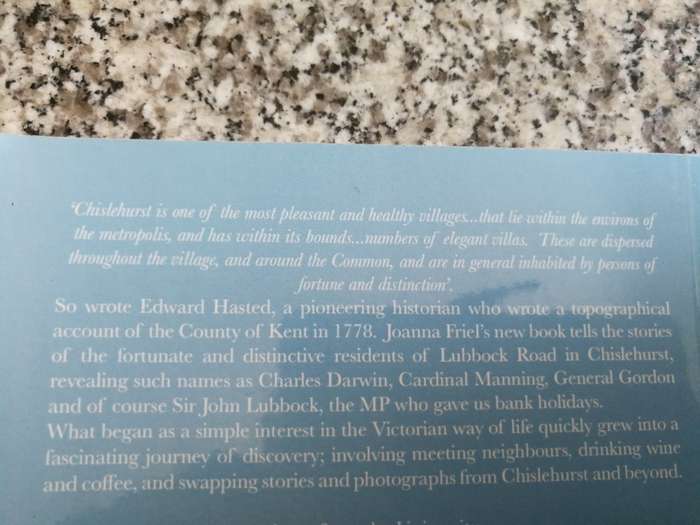 'Chislehurst is one of the most pleasant and healthy villages...that lie within the environs of
the metropolis, and has within its bounds...numbers of elegant villas. These are dispersed
throughout the village, and around the Common, and are in general inhabited by persons of
fortune and distinction'.
So wrote Edward Hasted, a pioneering historian who wrote a topographical
account of the County of Kent in 1778. Joanna Friel's new book tells the stories
of the fortunate and distinctive residents of Lubbock Road in Chislehurst,
revealing such names as Charles Darwin, Cardinal Manning, General Gordon
and of course Sir John Lubbock, the MP who gave us bank holidays.
What began as a simple interest in the Victorian way of life quickly grew into a
fascinating journey of discovery; involving meeting neighbours, drinking wine
and coffee, and swapping stories and photographs from Chislehurst and beyond.